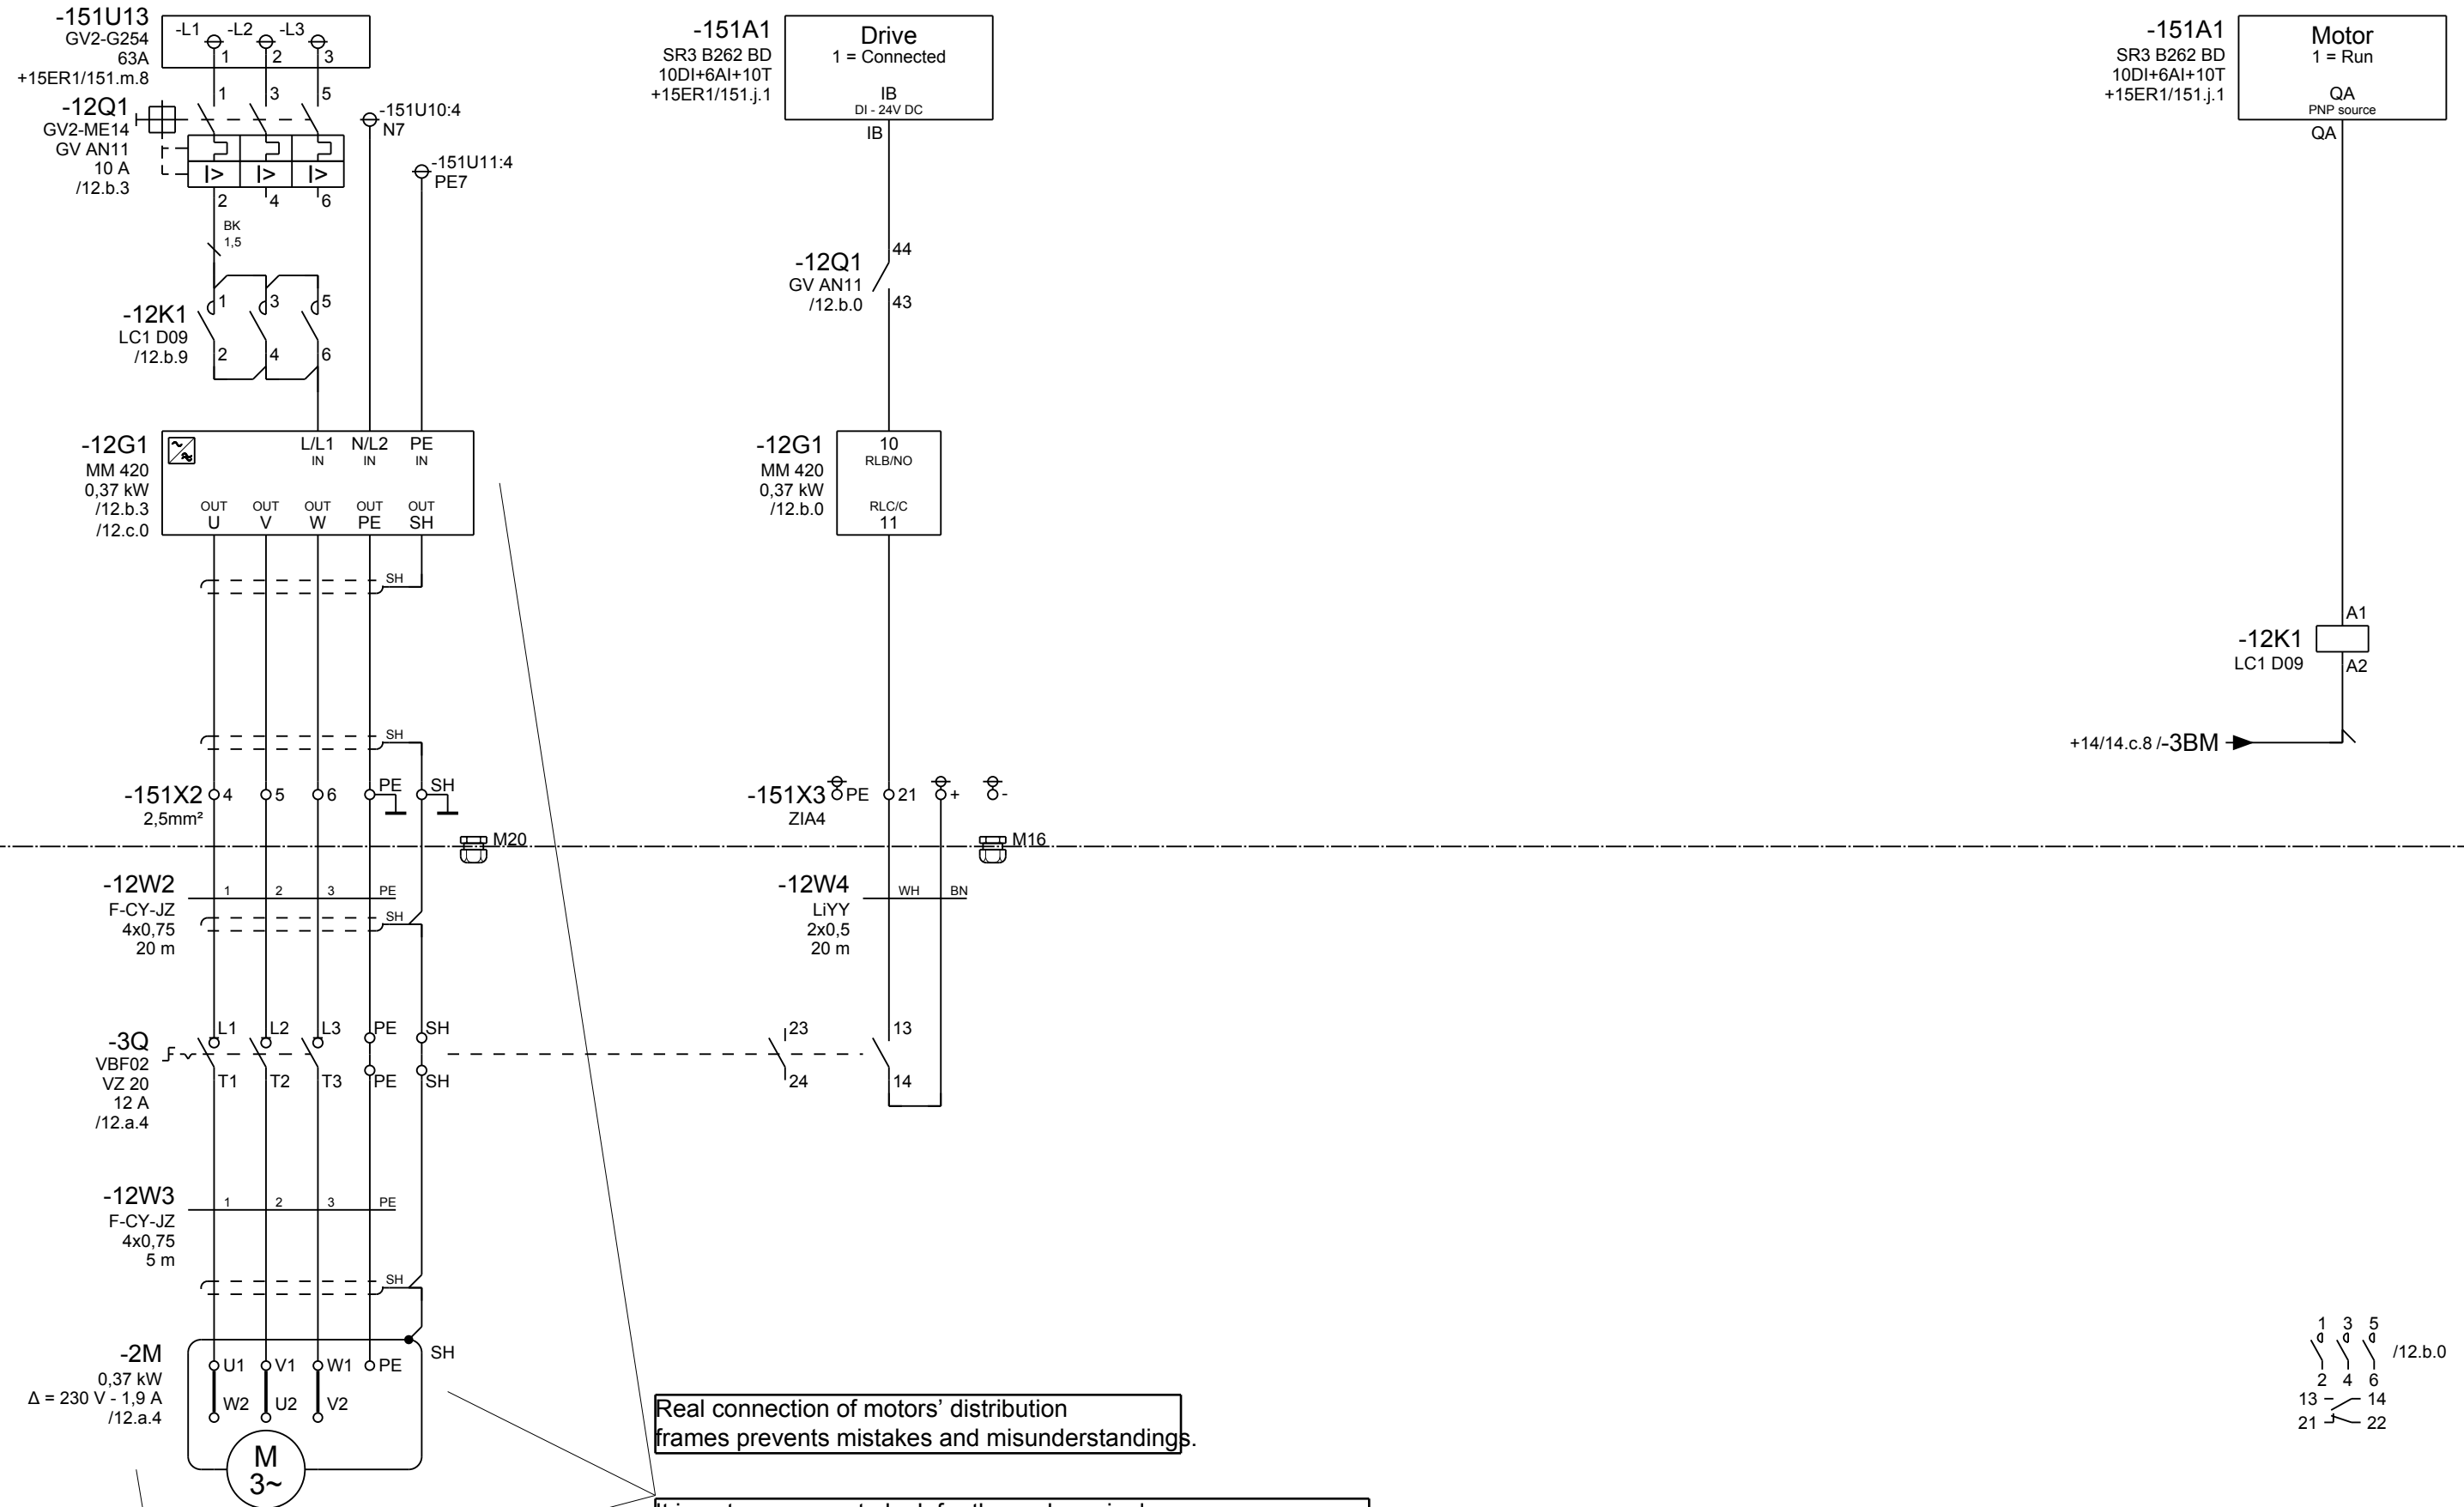 -151U13
GV2-G254
63A
+15ER1/151.m.8
-L1 -L2 -L3
1 2 3
-12Q1
GV2-ME14
GV AN11
10 A
/12.b.3
1 3 5
I> I> I>
2 4 6
-151U10:4
N7
-151U11:4
PE7
BK
1,5
-12K1
LC1 D09
/12.b.9
1 3 5
2 4 6
-12G1
MM 420
0,37 kW
/12.b.3
/12.c.0
L/L1 N/L2 PE
IN IN IN
OUT OUT OUT OUT OUT
U V W PE SH
SH
SH
-151X2
2,5mm²
4 5 6 PE SH
M20
-12W2
F-CY-JZ
4x0,75
20 m
1 2 3 PE
SH
-3Q
VBF02
VZ 20
12 A
/12.a.4
L1 L2 L3 PE SH
T1 T2 T3 PE SH
-12W3
F-CY-JZ
4x0,75
5 m
1 2 3 PE
SH
-2M
0,37 kW
Δ = 230 V - 1,9 A
/12.a.4
U1 V1 W1 PE SH
W2 U2 V2
M
3~
-151A1
SR3 B262 BD
10DI+6AI+10T
+15ER1/151.j.1
Drive
1 = Connected
IB
DI - 24V DC
IB
-12Q1
GV AN11
/12.b.0
44
43
-12G1
MM 420
0,37 kW
/12.b.0
10
RLB/NO
RLC/C
11
-151X3
ZIA4
PE 21 + -
M16
-12W4
LiYY
2x0,5
20 m
WH BN
23 13
24 14
Real connection of motors’ distribution
frames prevents mistakes and misunderstandings.
-151A1
SR3 B262 BD
10DI+6AI+10T
+15ER1/151.j.1
Motor
1 = Run
QA
PNP source
QA
-12K1
LC1 D09
A1
A2
+14/14.c.8 /-3BM
1 3 5
/12.b.0
2 4 6
13 14
21 22